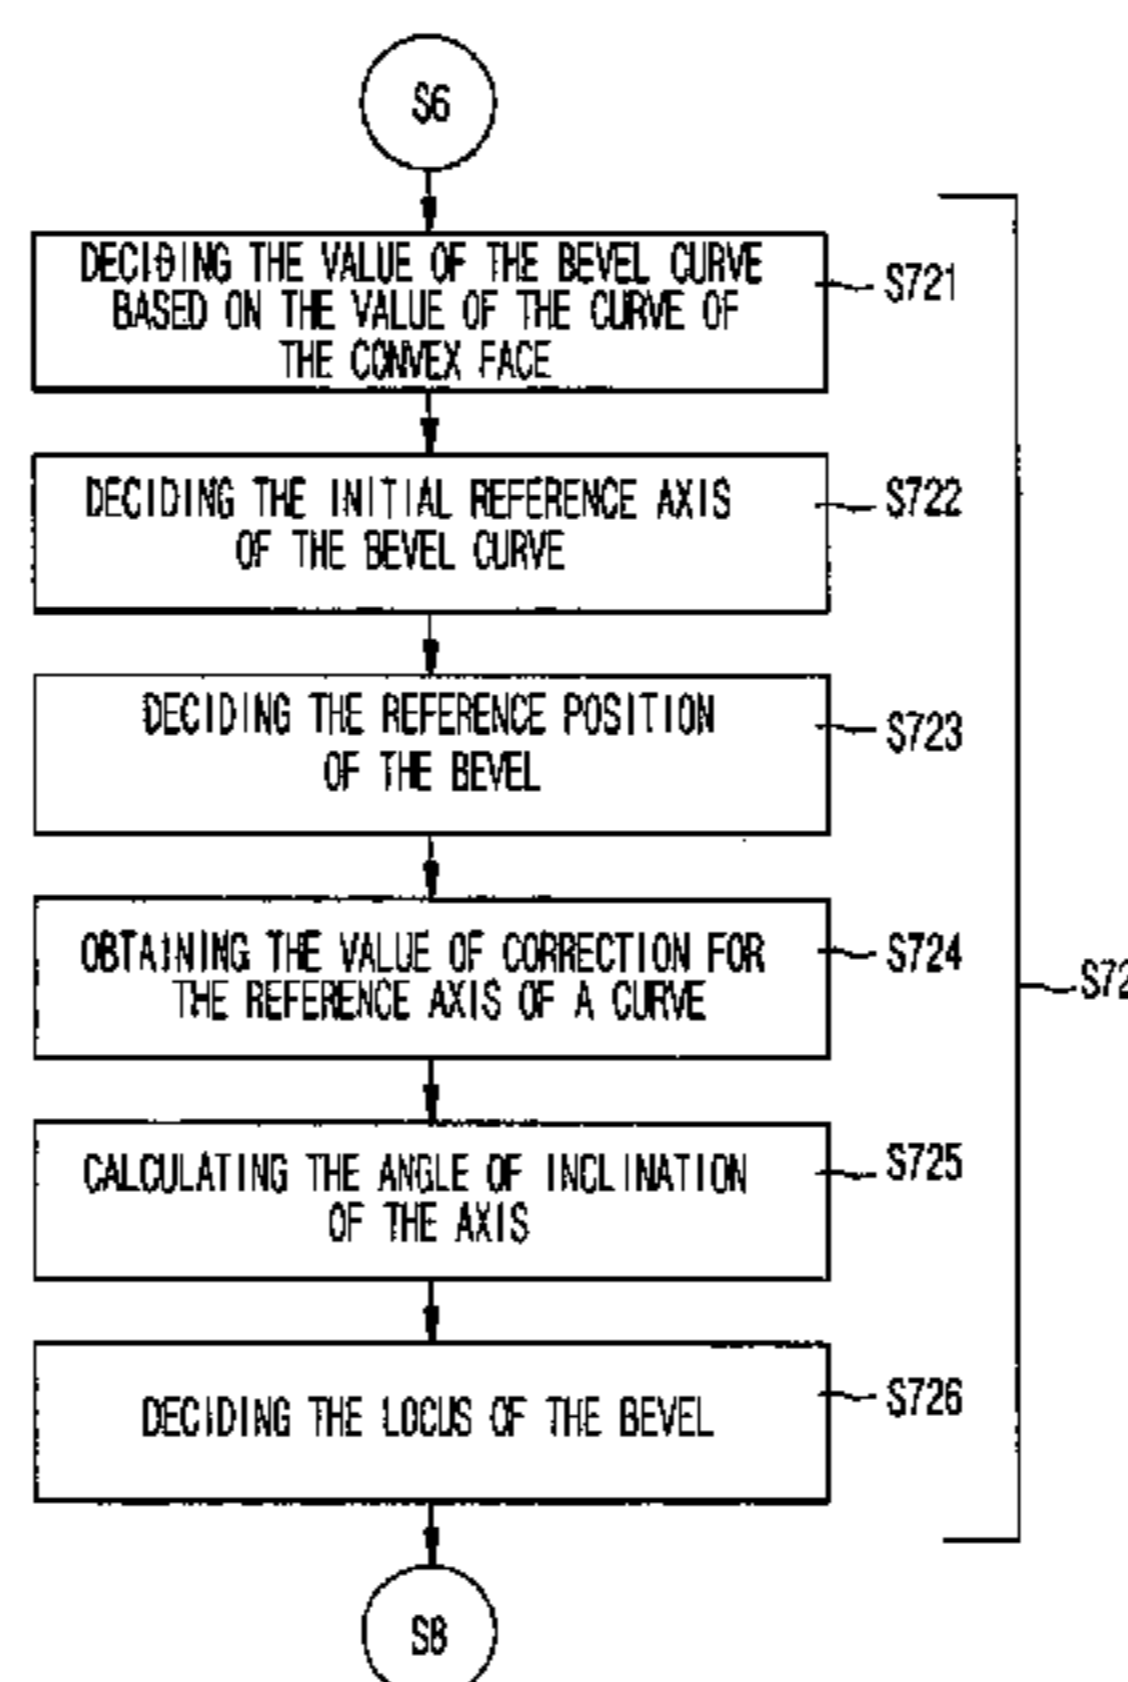 S6
DECIDING THE VALUE OF THE BEVEL CURVE
BASED ON THE VALUE OF THE CURVE OF
THE CONVEX FACE
S721
DECIDING THE INITIAL REFERENCE AXIS
OF THE BEVEL CURVE
S722
DECIDING THE REFERENCE POSITION
OF THE BEVEL
S723
OBTAINING THE VALUE OF CORRECTION FOR
THE REFERENCE AXIS OF A CURVE
S724
S72
CALCULATING THE ANGLE OF INCLINATION
OF THE AXIS
S725
DECIDING THE LOCUS OF THE BEVEL
S726
S8